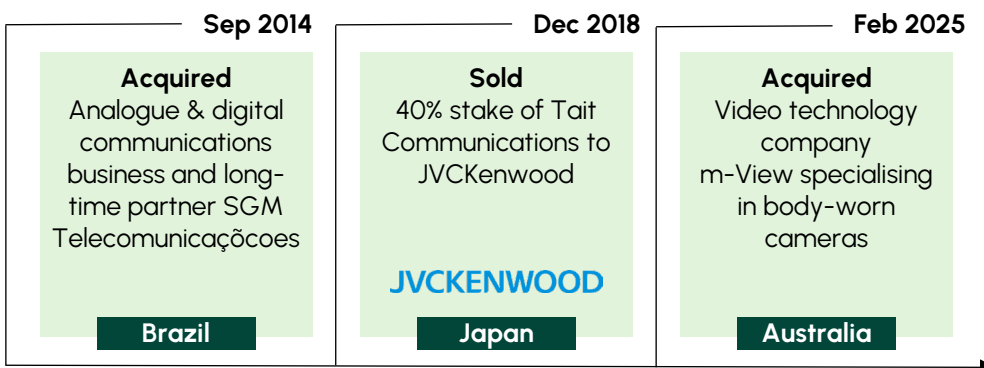 Sep 2014
Acquired
Analogue & digital
communications
business and long-
time partner SGM
Telecomunicaçõcoes
Brazil
Dec 2018
Sold
40% stake of Tait
Communications to
JVCKenwood
JVCKENWOOD
Japan
Feb 2025
Acquired
Video technology
company
m-View specialising
in body-worn
cameras
Australia